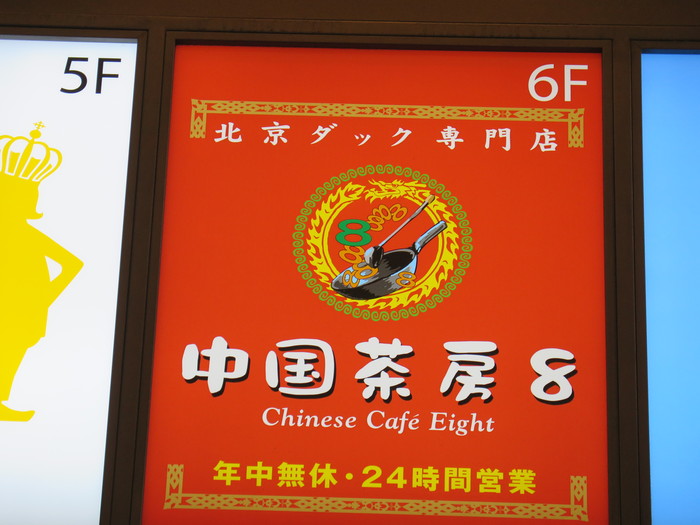 5F
6F
北京ダック専門店
8
中国茶房8
Chinese Café Eight
年中無休・24時間営業